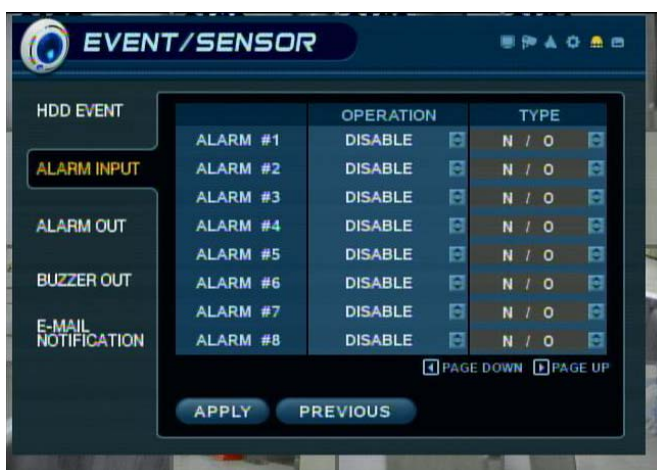 EVENT/SENSOR
HDD EVENT
ALARM INPUT
ALARM OUT
BUZZER OUT
E-MAIL
NOTIFICATION
OPERATION TYPE
ALARM #1 DISABLE N / O
ALARM #2 DISABLE N / O
ALARM #3 DISABLE N / O
ALARM #4 DISABLE N / O
ALARM #5 DISABLE N / O
ALARM #6 DISABLE N / O
ALARM #7 DISABLE N / O
ALARM #8 DISABLE N / O
PAGE DOWN PAGE UP
APPLY PREVIOUS